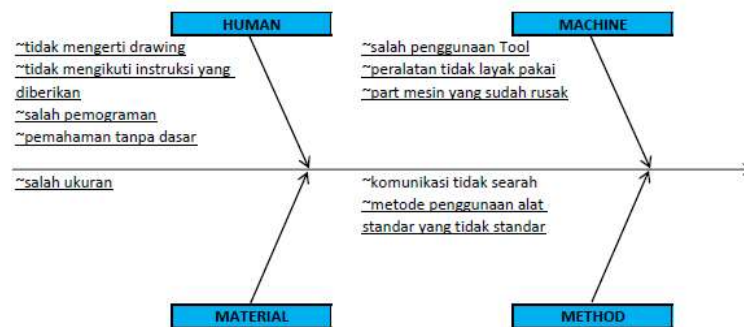 HUMAN
~tidak mengerti drawing
~tidak mengikuti instruksi yang
diberikan
~salah pemograman
~pemahaman tanpa dasar
MACHINE
~salah penggunaan Tool
~peralatan tidak layak pakai
~part mesin yang sudah rusak
~salah ukuran
~komunikasi tidak searah
~metode penggunaan alat
standar yang tidak standar
MATERIAL
METHOD